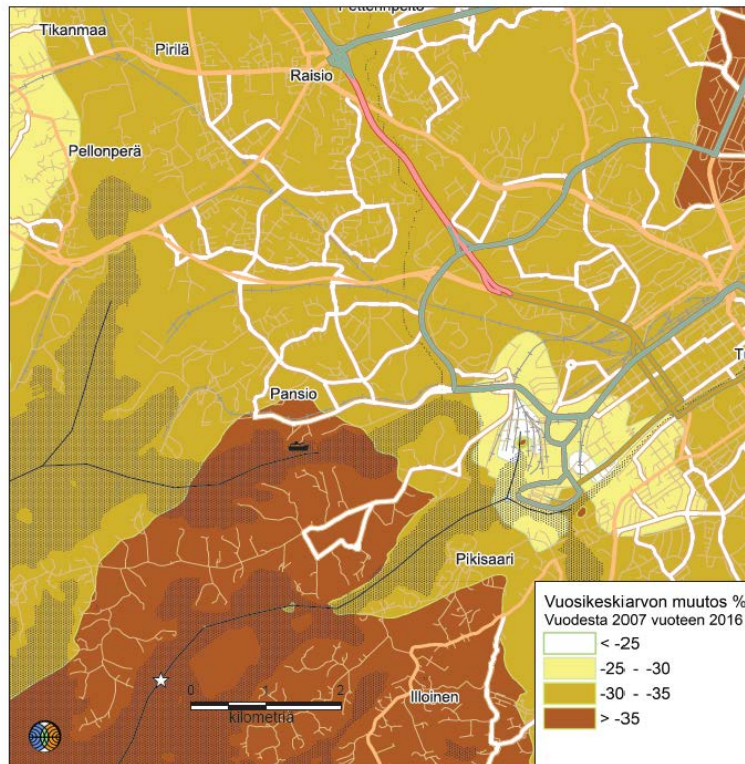 Tikanmaa
Pirilä
Raisio
Pellonperä
Pansio
Pikisaari
Illoinen
0 1 2
kilometriä
Vuosikeskiarvon muutos %
Vuodesta 2007 vuoteen 2016
< -25
-25 - -30
-30 - -35
> -35